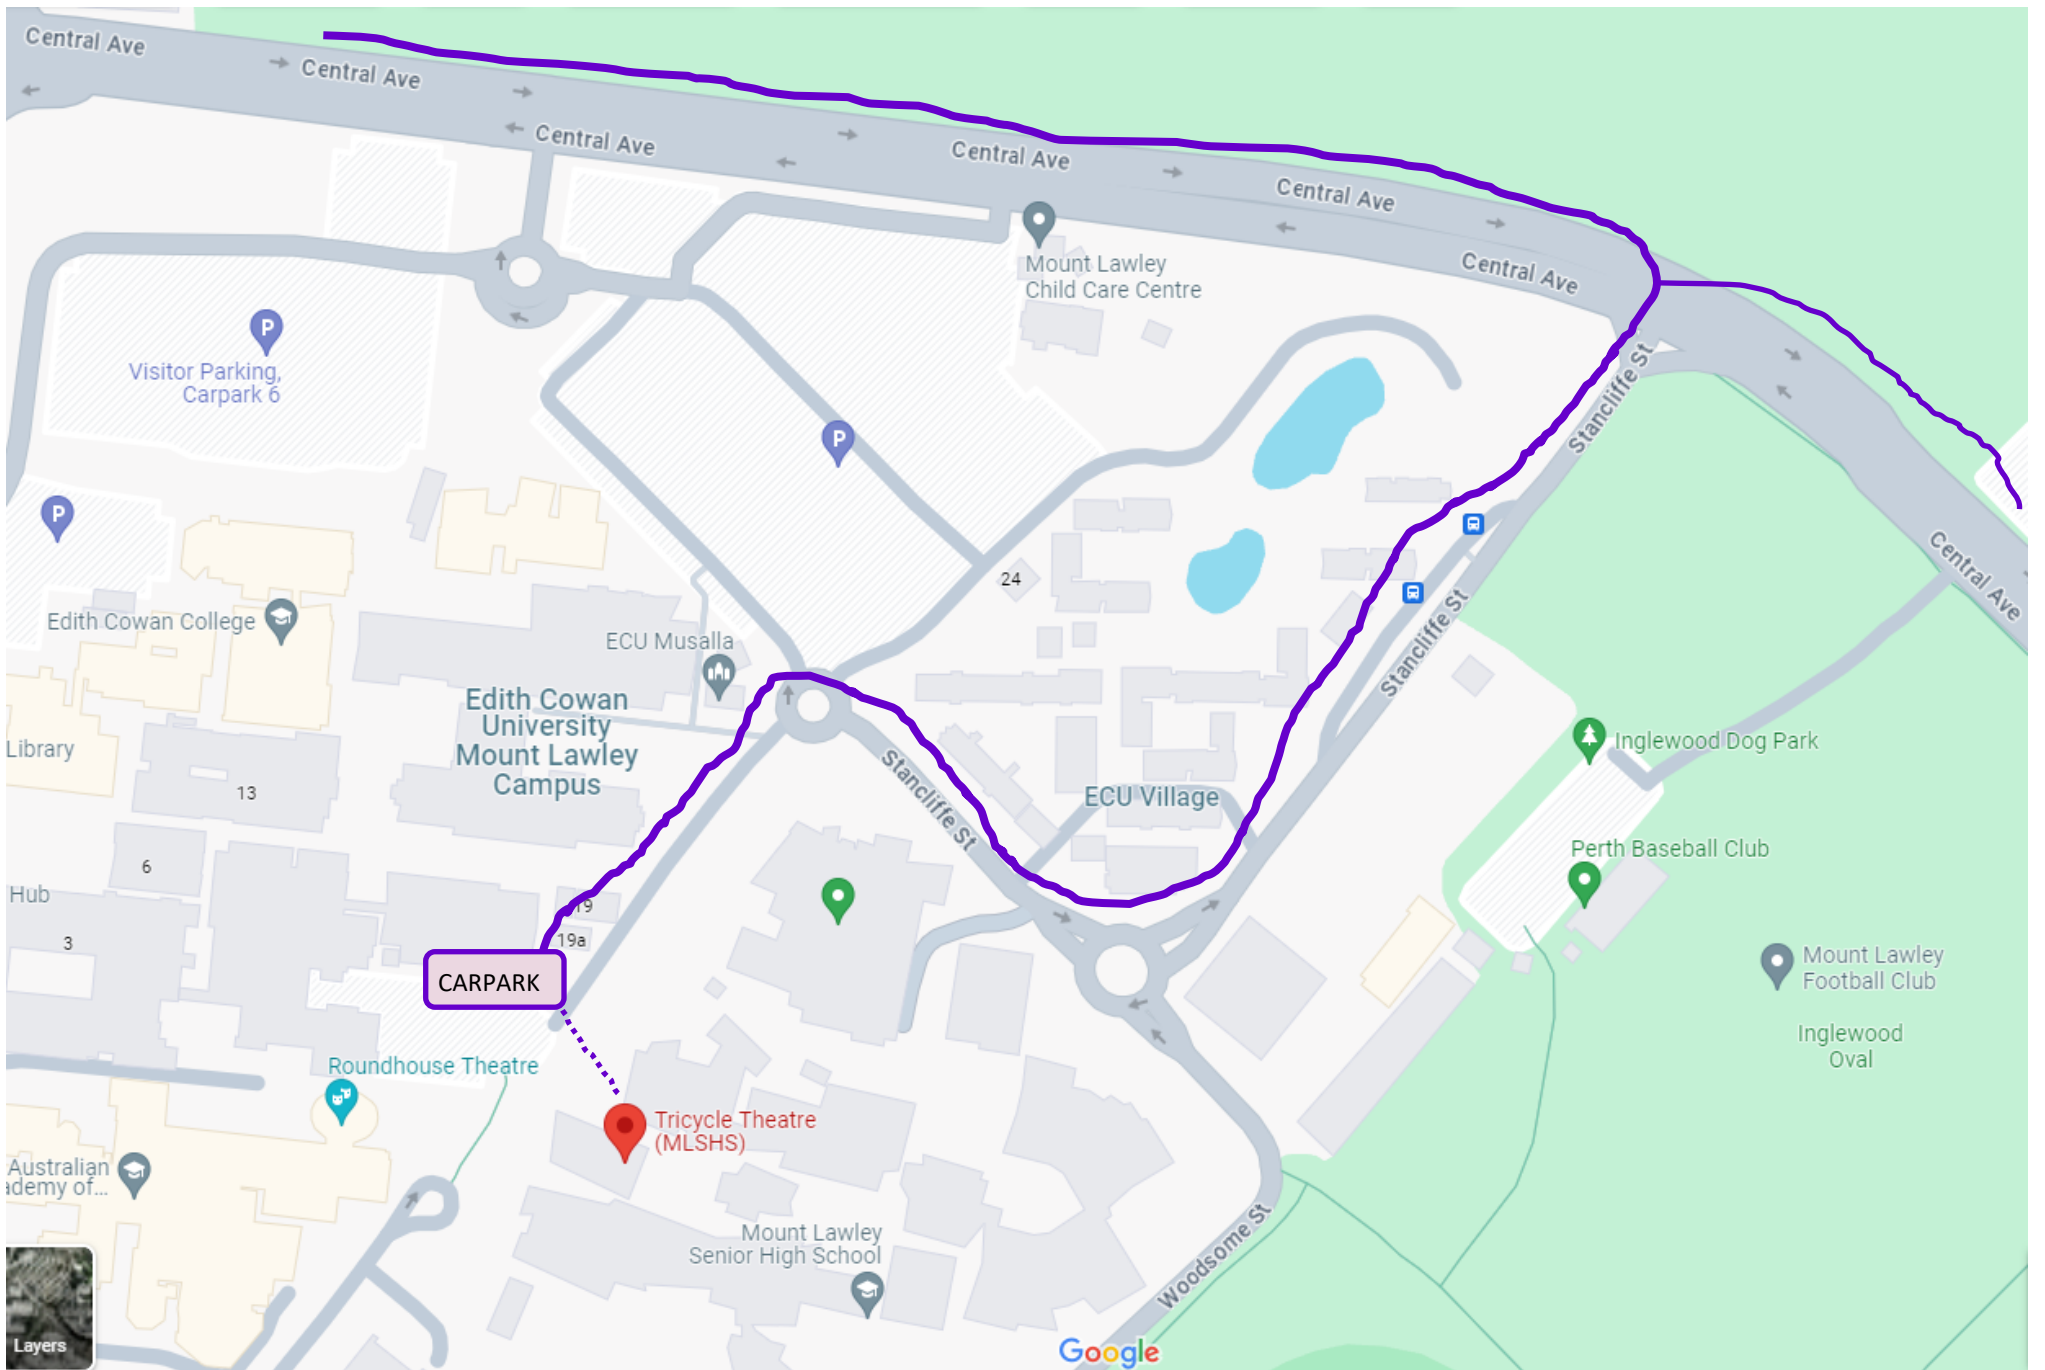 Central Ave
Central Ave
Central Ave
Central Ave
Central Ave
Central Ave
Mount Lawley
Child Care Centre
Visitor Parking,
Carpark 6
P
P
P
Stancliffe St
24
Edith Cowan College
ECU Musalla
Edith Cowan
University
Mount Lawley
Campus
Stancliffe St
Central Ave
Library
13
Stancliffe St
ECU Village
Inglewood Dog Park
6
Perth Baseball Club
Hub
19
19a
3
CARPARK
Mount Lawley
Football Club
Inglewood
Oval
Roundhouse Theatre
Tricycle Theatre
(MLSHS)
Australian
ademy of...
Mount Lawley
Senior High School
Woodsome St
Layers
Google